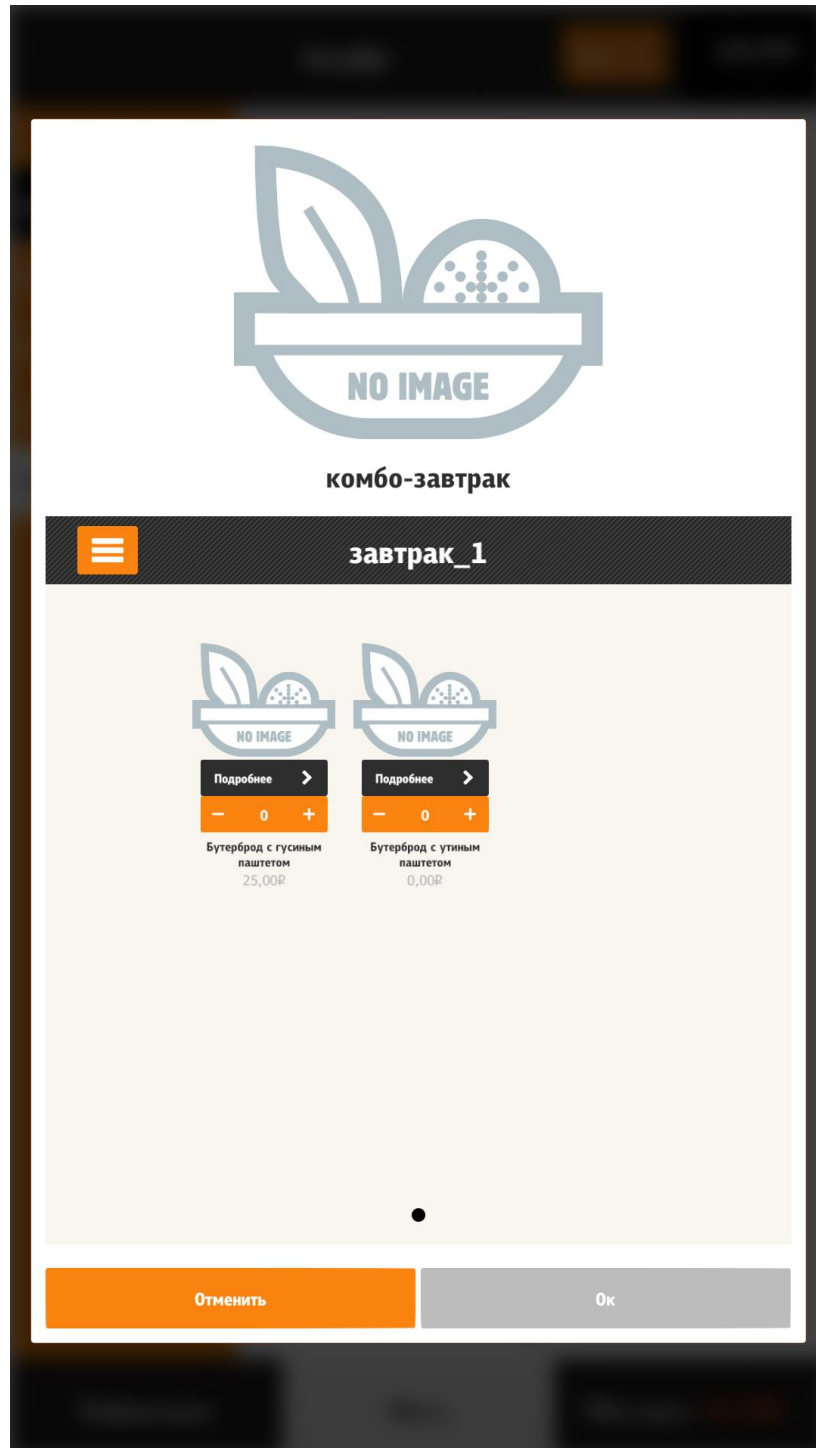 NO IMAGE
комбо-завтрак
завтрак_1
NO IMAGE NO IMAGE
Подробнее Подробнее
− 0 + − 0 +
Бутерброд с гусиным Бутерброд с утиным
паштетом паштетом
25,00₽ 0,00₽
Отменить Ок